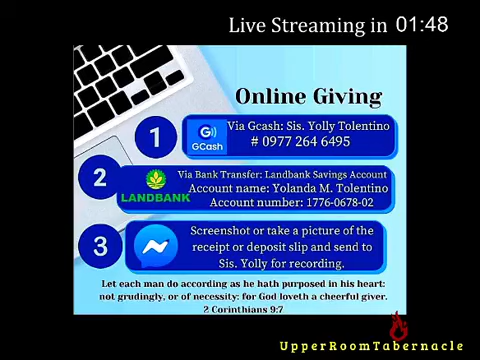 Live Streaming in 01:48
Online Giving
1
G))
GCash
Via Gcash: Sis. Yolly Tolentino
# 0977 264 6495
2
LANDBANK
Via Bank Transfer: Landbank Savings Account
Account name: Yolanda M. Tolentino
Account number: 1776-0678-02
3
Screenshot or take a picture of the
receipt or deposit slip and send to
Sis. Yolly for recording.
Let each man do according as he hath purposed in his heart:
not grudingly, or of necessity: for God loveth a cheerful giver.
2 Corinthians 9:7
UpperRoomTabernacle